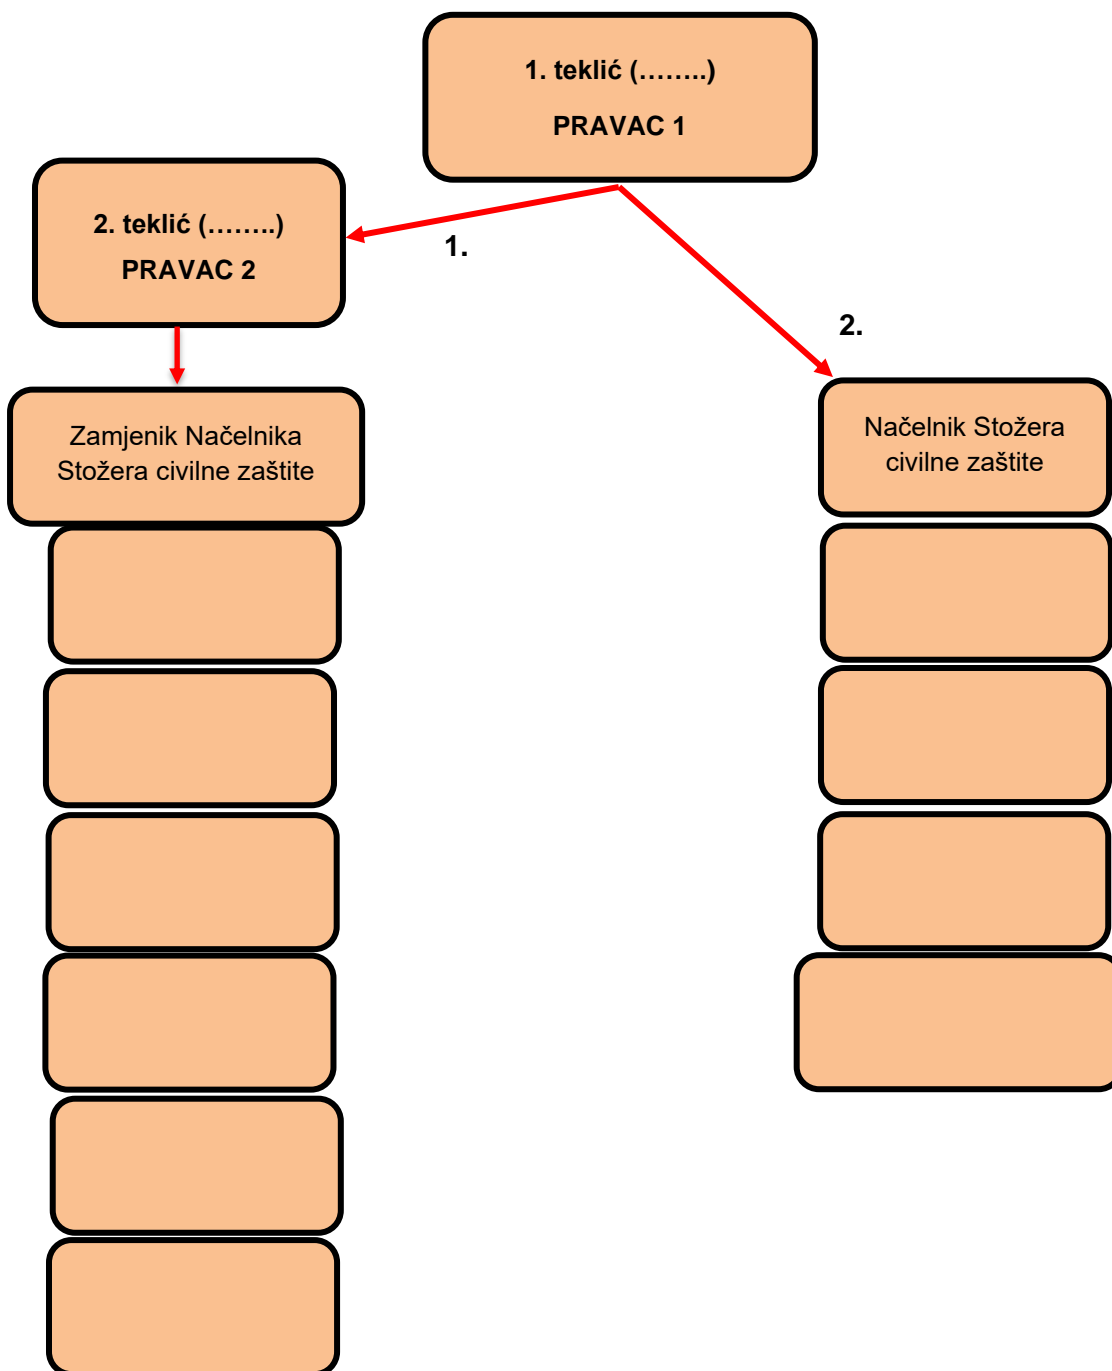 1. teklić (……..)
PRAVAC 1
2. teklić (……..)
PRAVAC 2
1.
2.
Zamjenik Načelnika
Stožera civilne zaštite
Načelnik Stožera
civilne zaštite